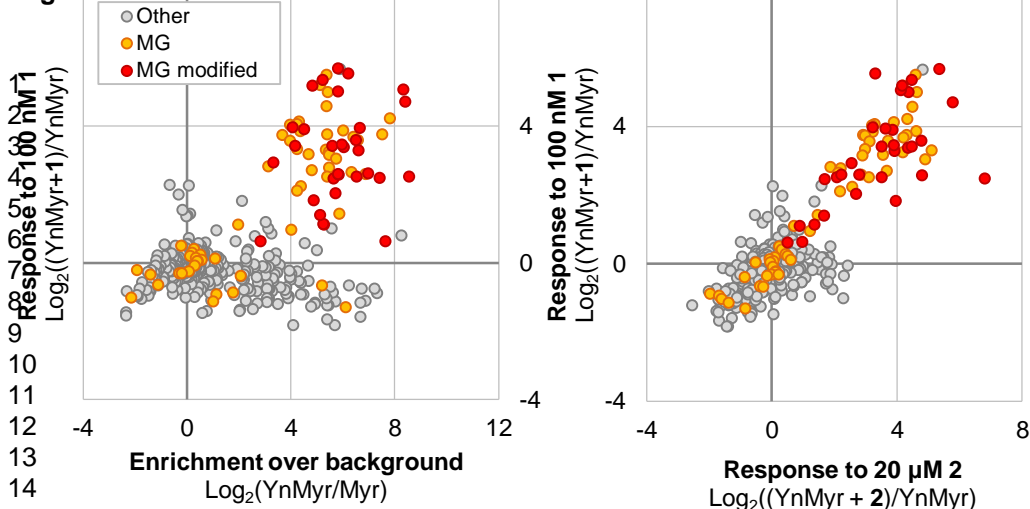 Other
MG
MG modified
1
2
3
4
5
6
7
8
9
10
11
12
13
14
Response to 100 nM 1
Log2((YnMyr+1)/YnMyr)
-4
0
4
8
12
Enrichment over background
Log2(YnMyr/Myr)
Response to 100 nM 1
Log2((YnMyr+1)/YnMyr)
4
0
-4
-4
0
4
8
Response to 20 µM 2
Log2((YnMyr + 2)/YnMyr)